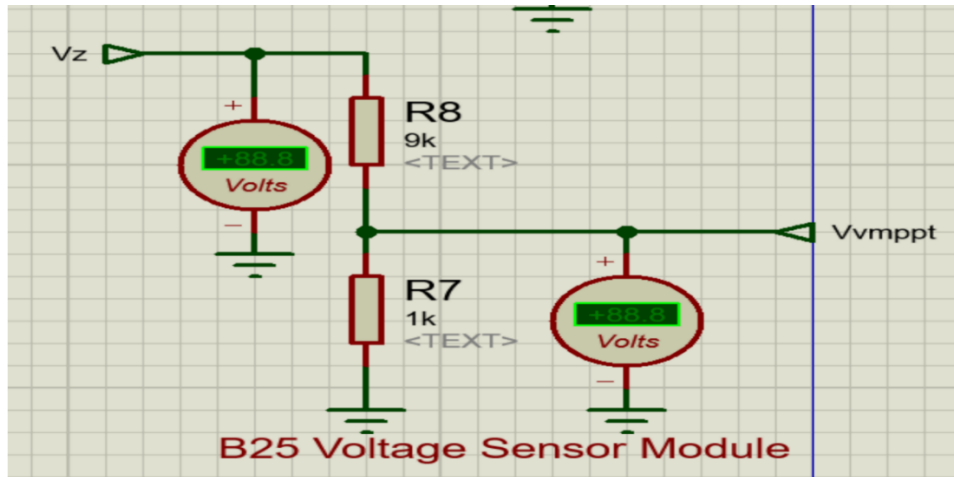 Vz
+
R8
9k
<TEXT>
+88.8
Volts
−
Vvmppt
+
R7
1k
<TEXT>
+88.8
Volts
−
B25 Voltage Sensor Module